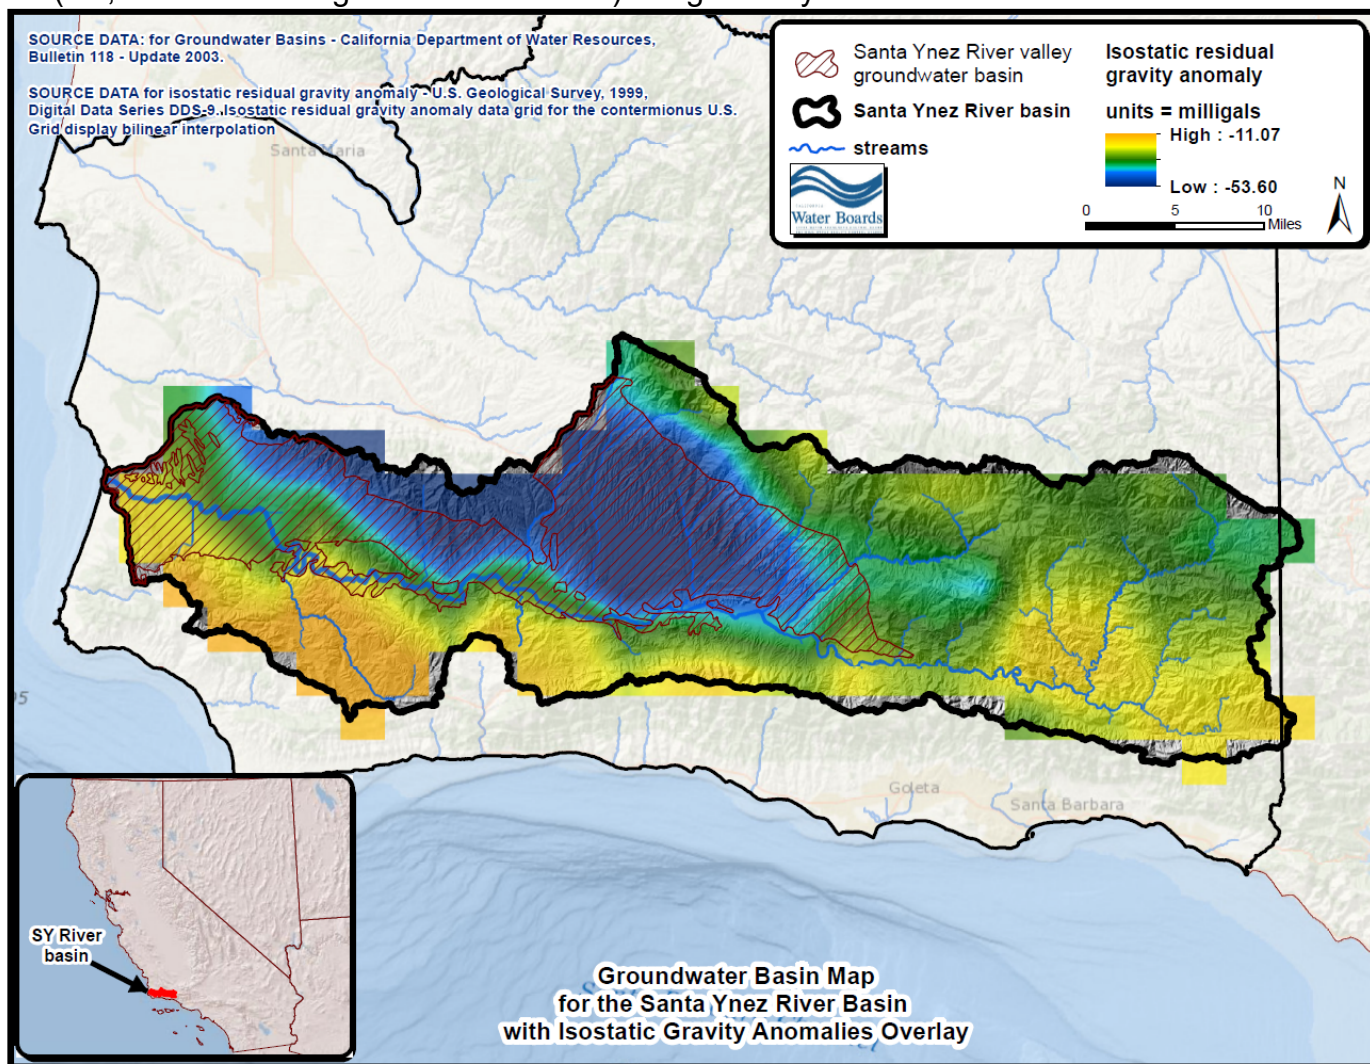 SOURCE DATA: for Groundwater Basins - California Department of Water Resources,
Bulletin 118 - Update 2003.
SOURCE DATA for isostatic residual gravity anomaly - U.S. Geological Survey, 1999,
Digital Data Series DDS-9. Isostatic residual gravity anomaly data grid for the contermionus U.S.
Grid display bilinear interpolation
Santa Ynez River valley
groundwater basin
Santa Ynez River basin
streams
CALIFORNIA
Water Boards
Isostatic residual
gravity anomaly
units = milligals
High : -11.07
Low : -53.60
0 5 10
Miles
N
Santa Maria
Goleta
Santa Barbara
SY River
basin
Groundwater Basin Map
for the Santa Ynez River Basin
with Isostatic Gravity Anomalies Overlay